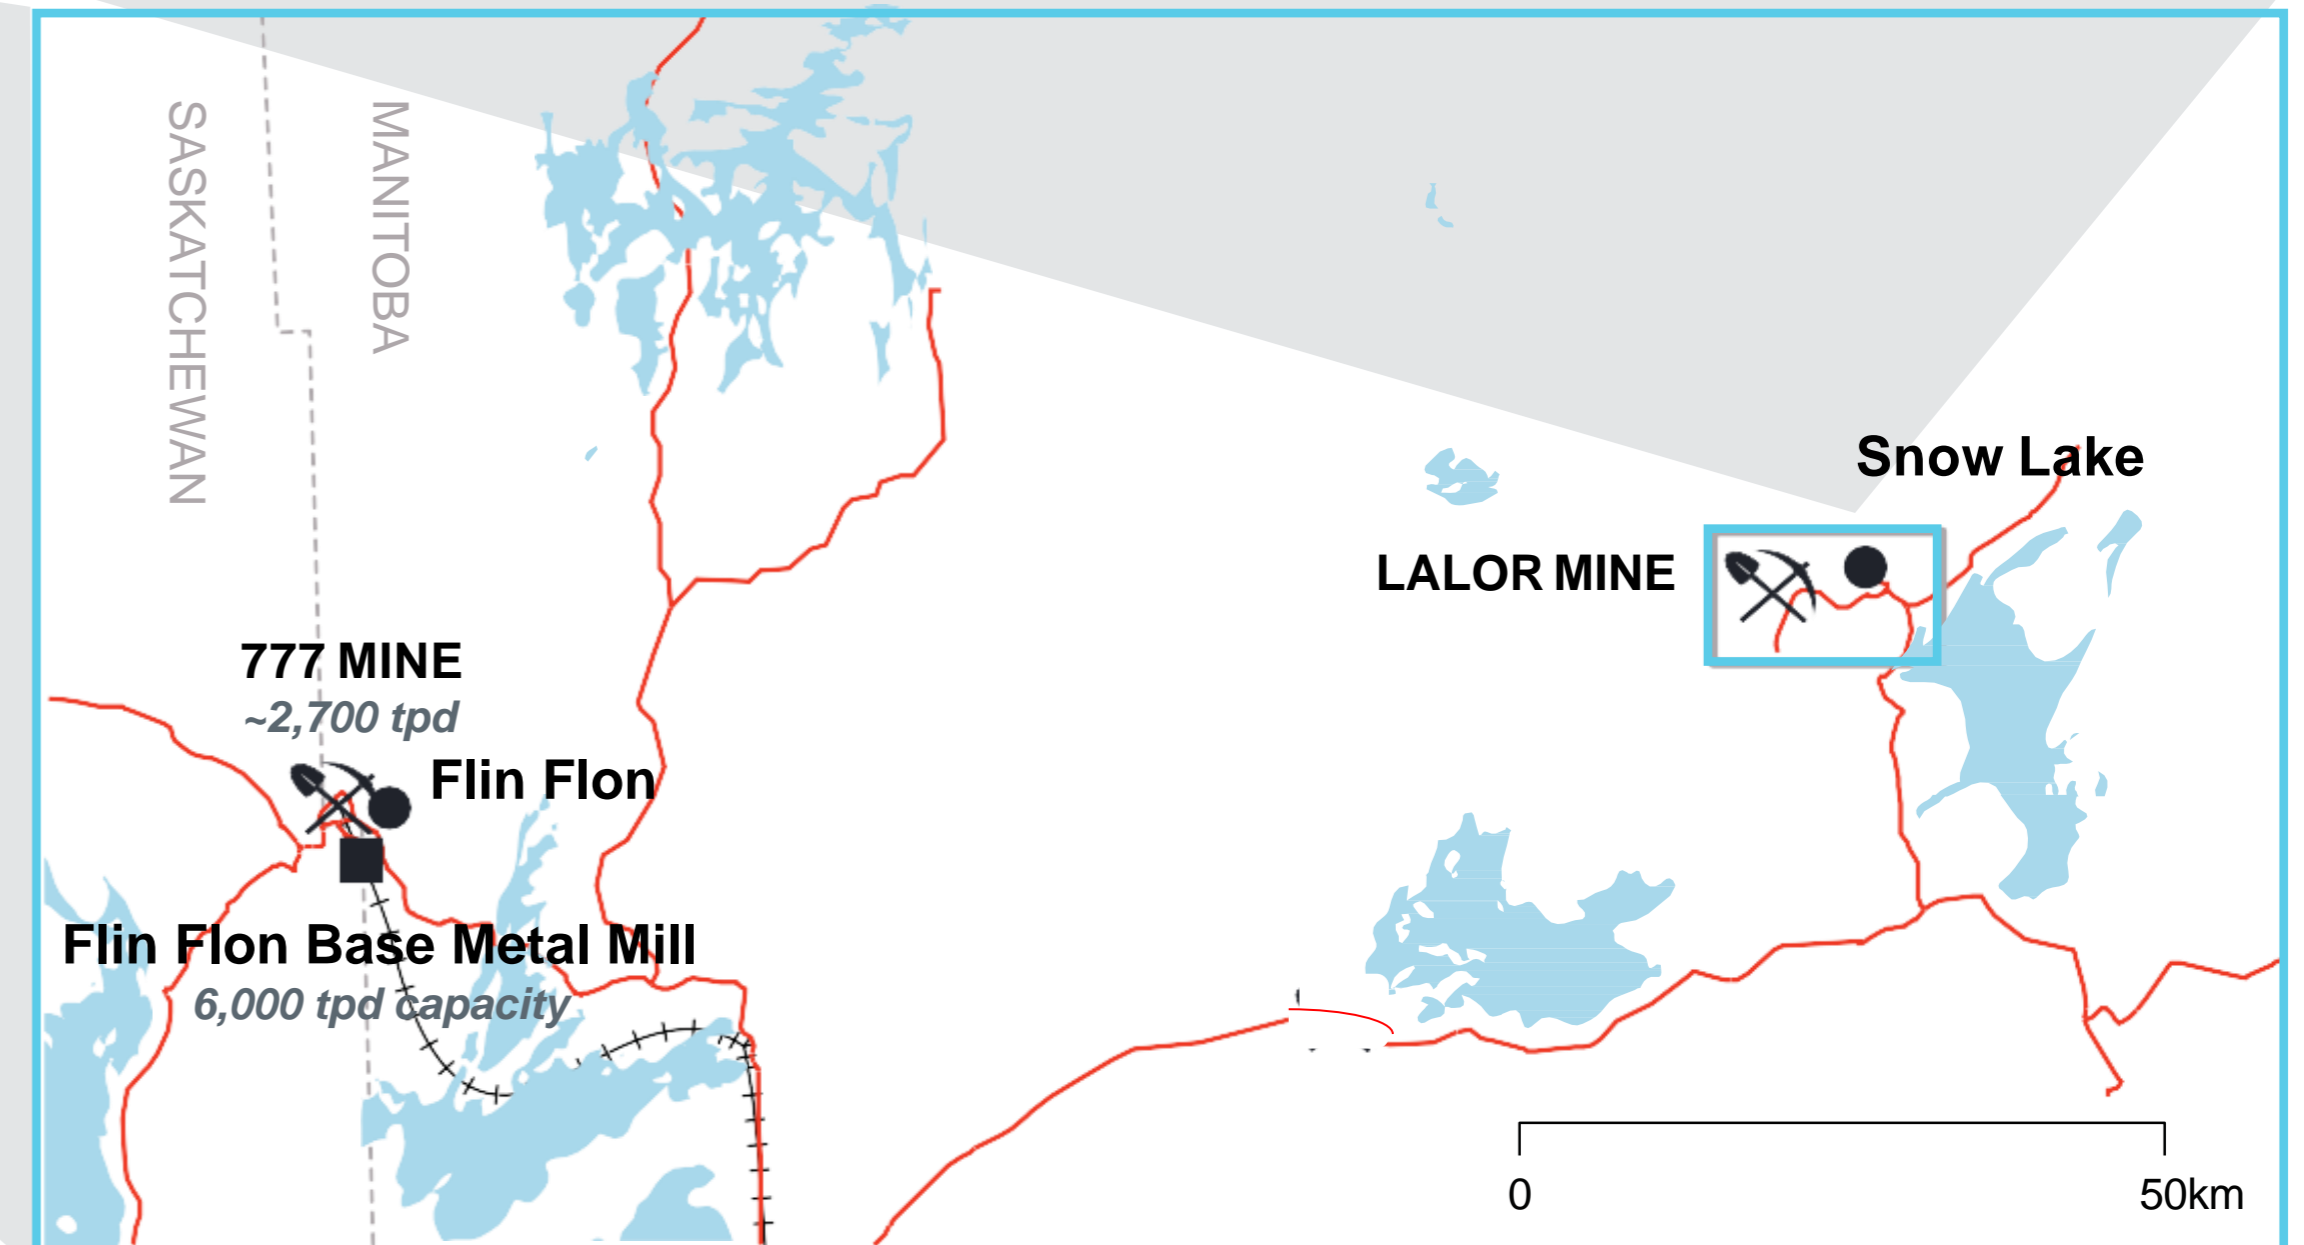 SASKATCHEWAN
MANITOBA
Snow Lake
LALOR MINE
777 MINE
~2,700 tpd
Flin Flon
Flin Flon Base Metal Mill
6,000 tpd capacity
0
50km